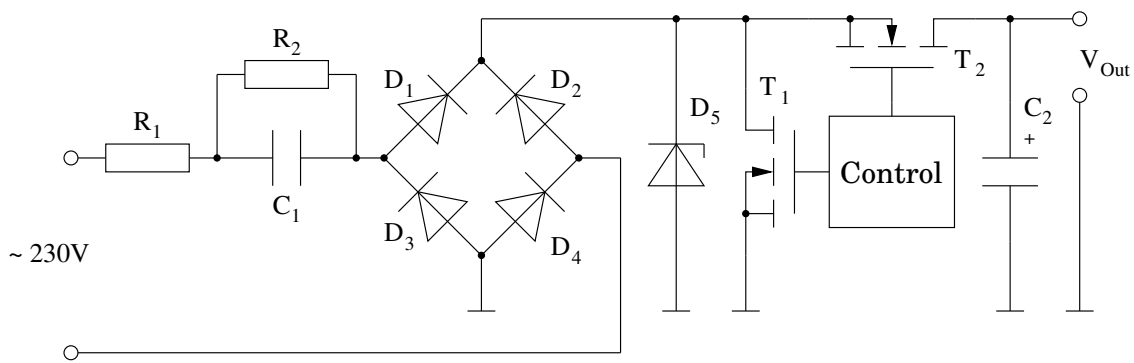 R2
D1
D2
T2
VOut
R1
T1
D5
C2
+
Control
C1
D3
D4
~ 230V